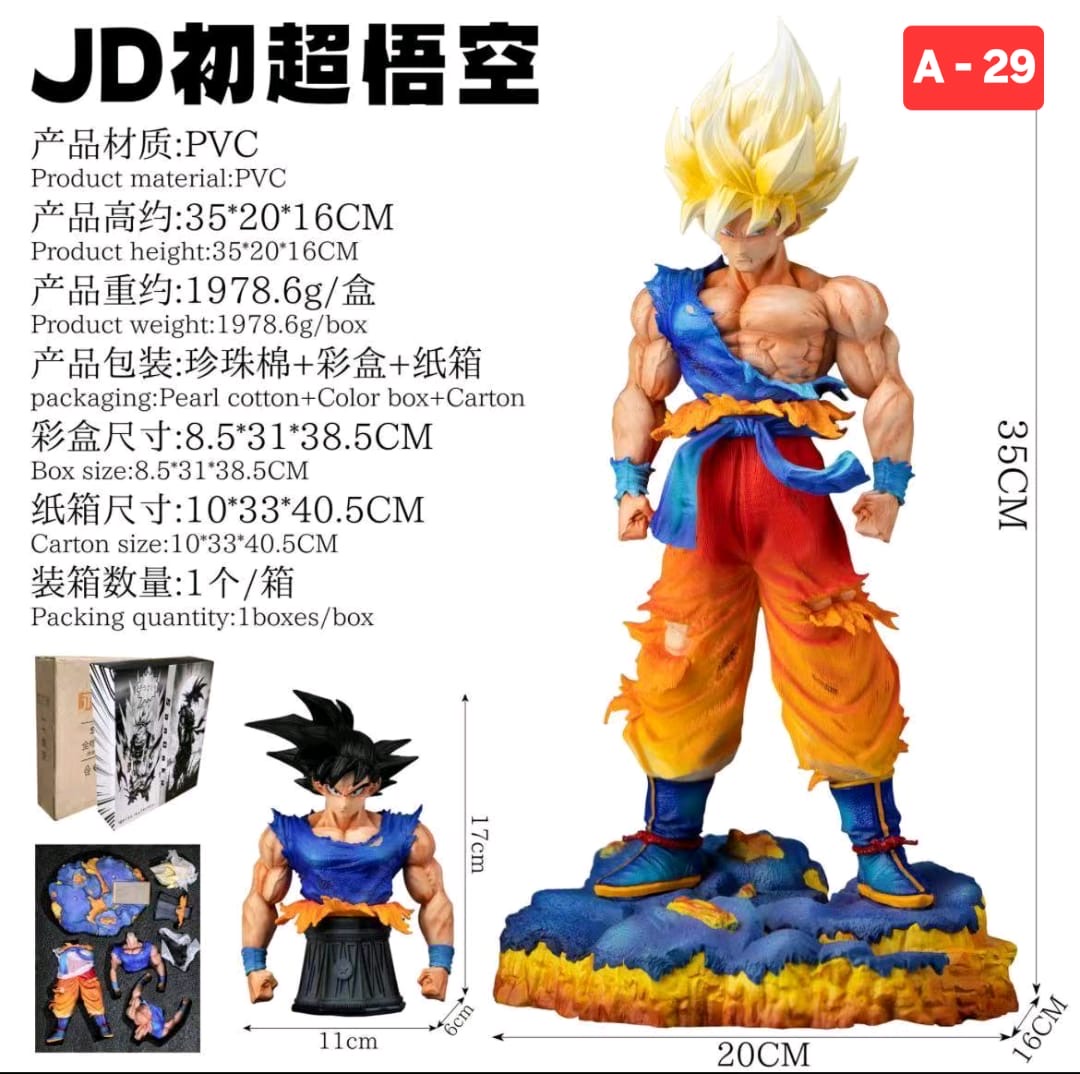 JD初超悟空
A - 29
产品材质:PVC
Product material:PVC
产品高约:35*20*16CM
Product height:35*20*16CM
产品重约:1978.6g/盒
Product weight:1978.6g/box
产品包装:珍珠棉+彩盒+纸箱
packaging:Pearl cotton+Color box+Carton
彩盒尺寸:8.5*31*38.5CM
Box size:8.5*31*38.5CM
纸箱尺寸:10*33*40.5CM
Carton size:10*33*40.5CM
装箱数量:1个/箱
Packing quantity:1boxes/box
35CM
17cm
11cm
6cm
20CM
16CM